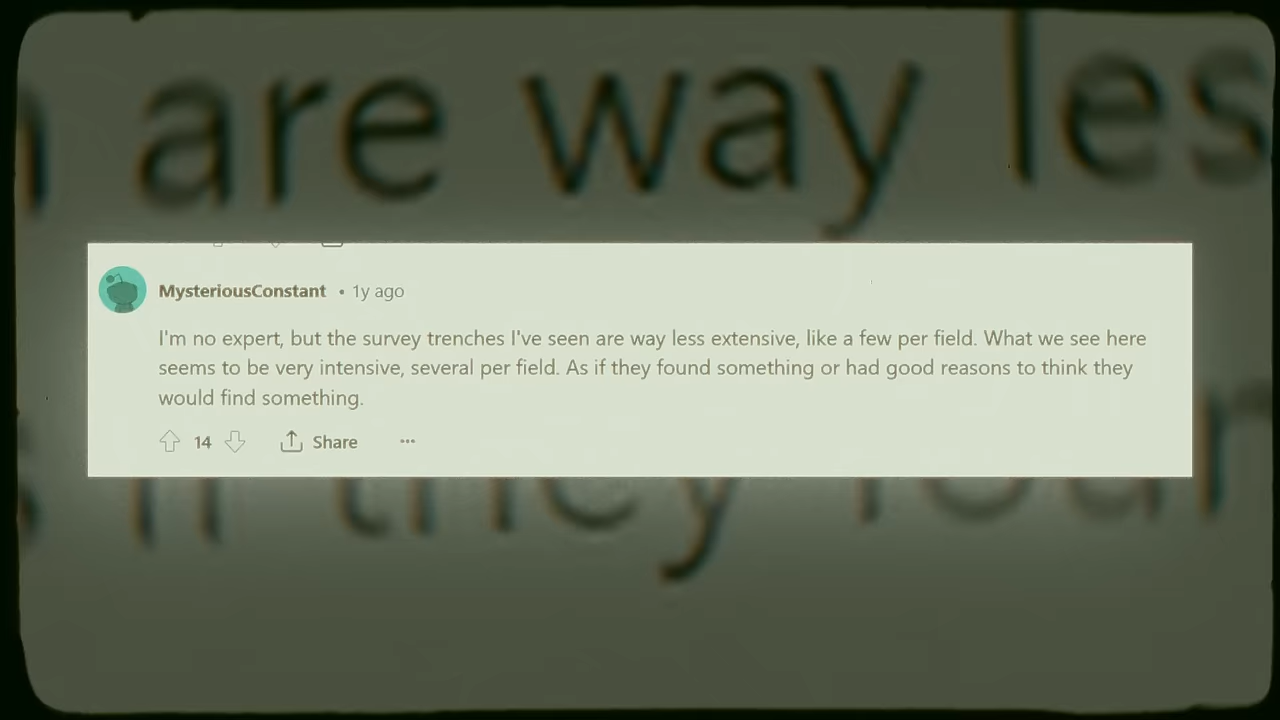 are way les
MysteriousConstant • 1y ago
I'm no expert, but the survey trenches I've seen are way less extensive, like a few per field. What we see here
seems to be very intensive, several per field. As if they found something or had good reasons to think they
would find something.
14 Share ···
if they